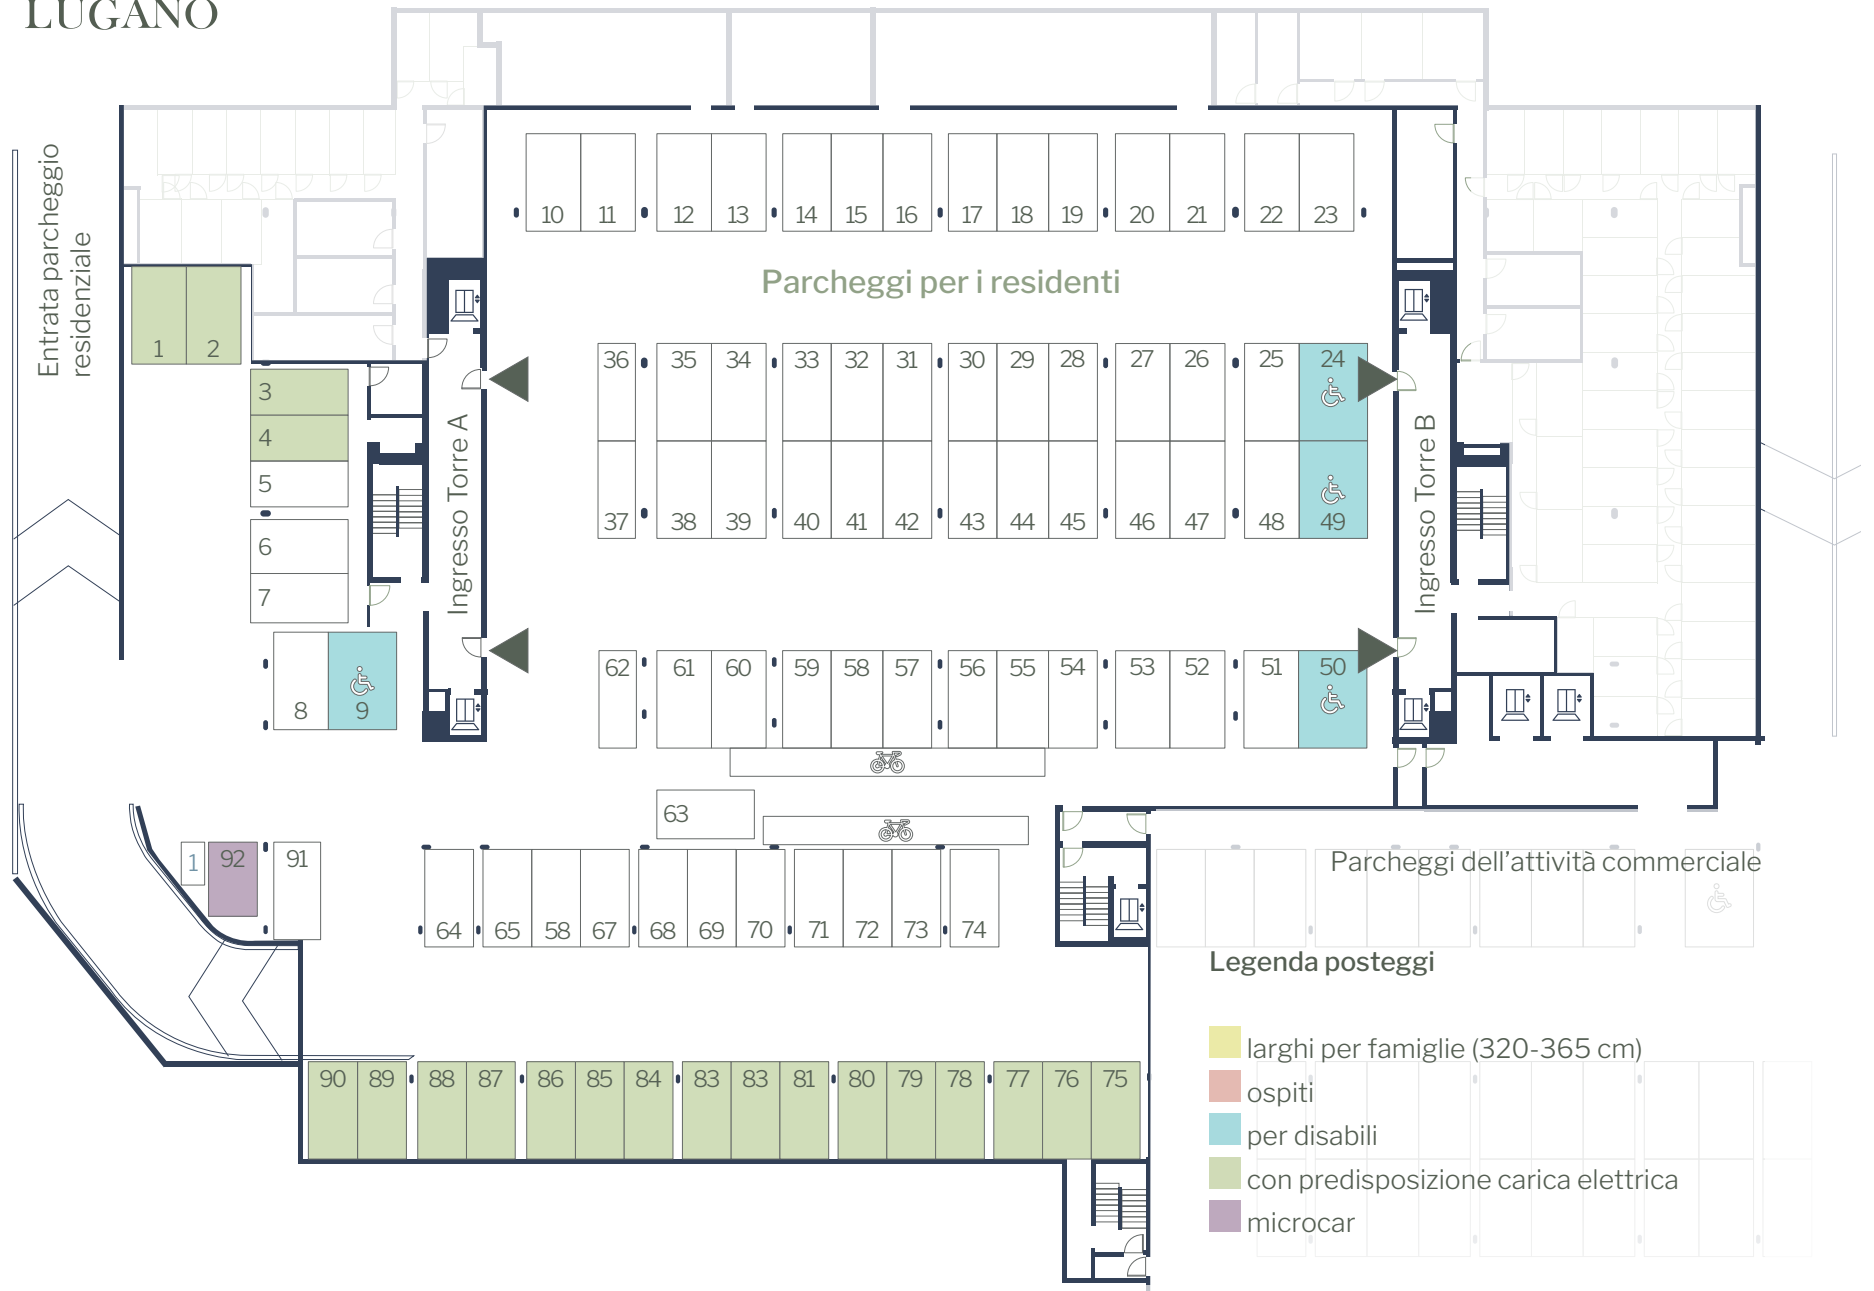 LUGANO
Entrata parcheggio
residenziale
10 11 12 13 14 15 16 17 18 19 20 21 22 23
Parcheggi per i residenti
1 2
3
4
5
6
7
8 9
Ingresso Torre A
36 35 34 33 32 31 30 29 28 27 26 25 24
37 38 39 40 41 42 43 44 45 46 47 48 49
Ingresso Torre B
62 61 60 59 58 57 56 55 54 53 52 51 50
63
1 92 91
64 65 58 67 68 69 70 71 72 73 74
Parcheggi dell'attività commerciale
90 89 88 87 86 85 84 83 83 81 80 79 78 77 76 75
Legenda posteggi
larghi per famiglie (320-365 cm)
ospiti
per disabili
con predisposizione carica elettrica
microcar